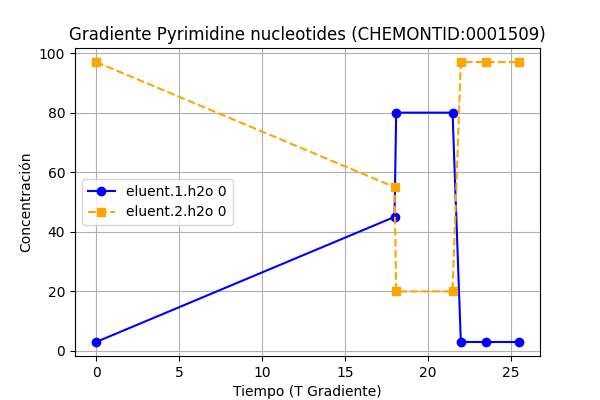 Gradiente Pyrimidine nucleotides (CHEMONTID:0001509)
100
80
60
40
20
0
Concentración
eluent.1.h2o 0
eluent.2.h2o 0
0 5 10 15 20 25
Tiempo (T Gradiente)